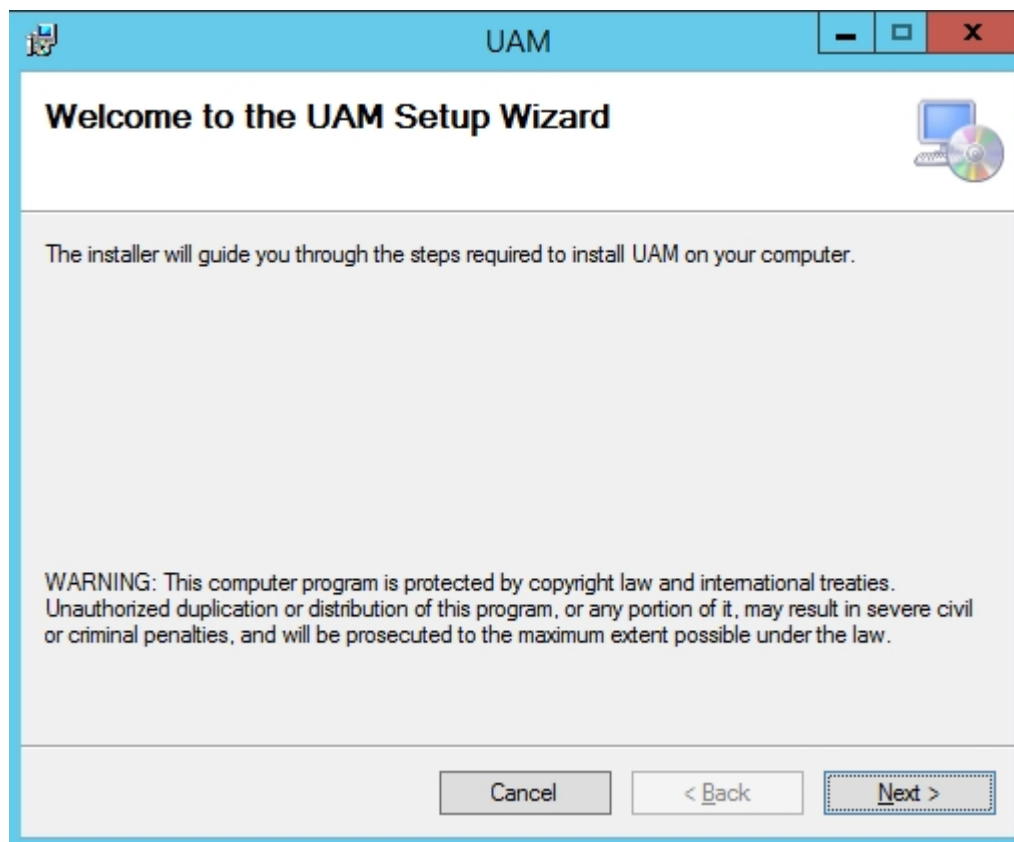 UAM
Welcome to the UAM Setup Wizard
The installer will guide you through the steps required to install UAM on your computer.
WARNING: This computer program is protected by copyright law and international treaties.
Unauthorized duplication or distribution of this program, or any portion of it, may result in severe civil
or criminal penalties, and will be prosecuted to the maximum extent possible under the law.
Cancel
< Back
Next >